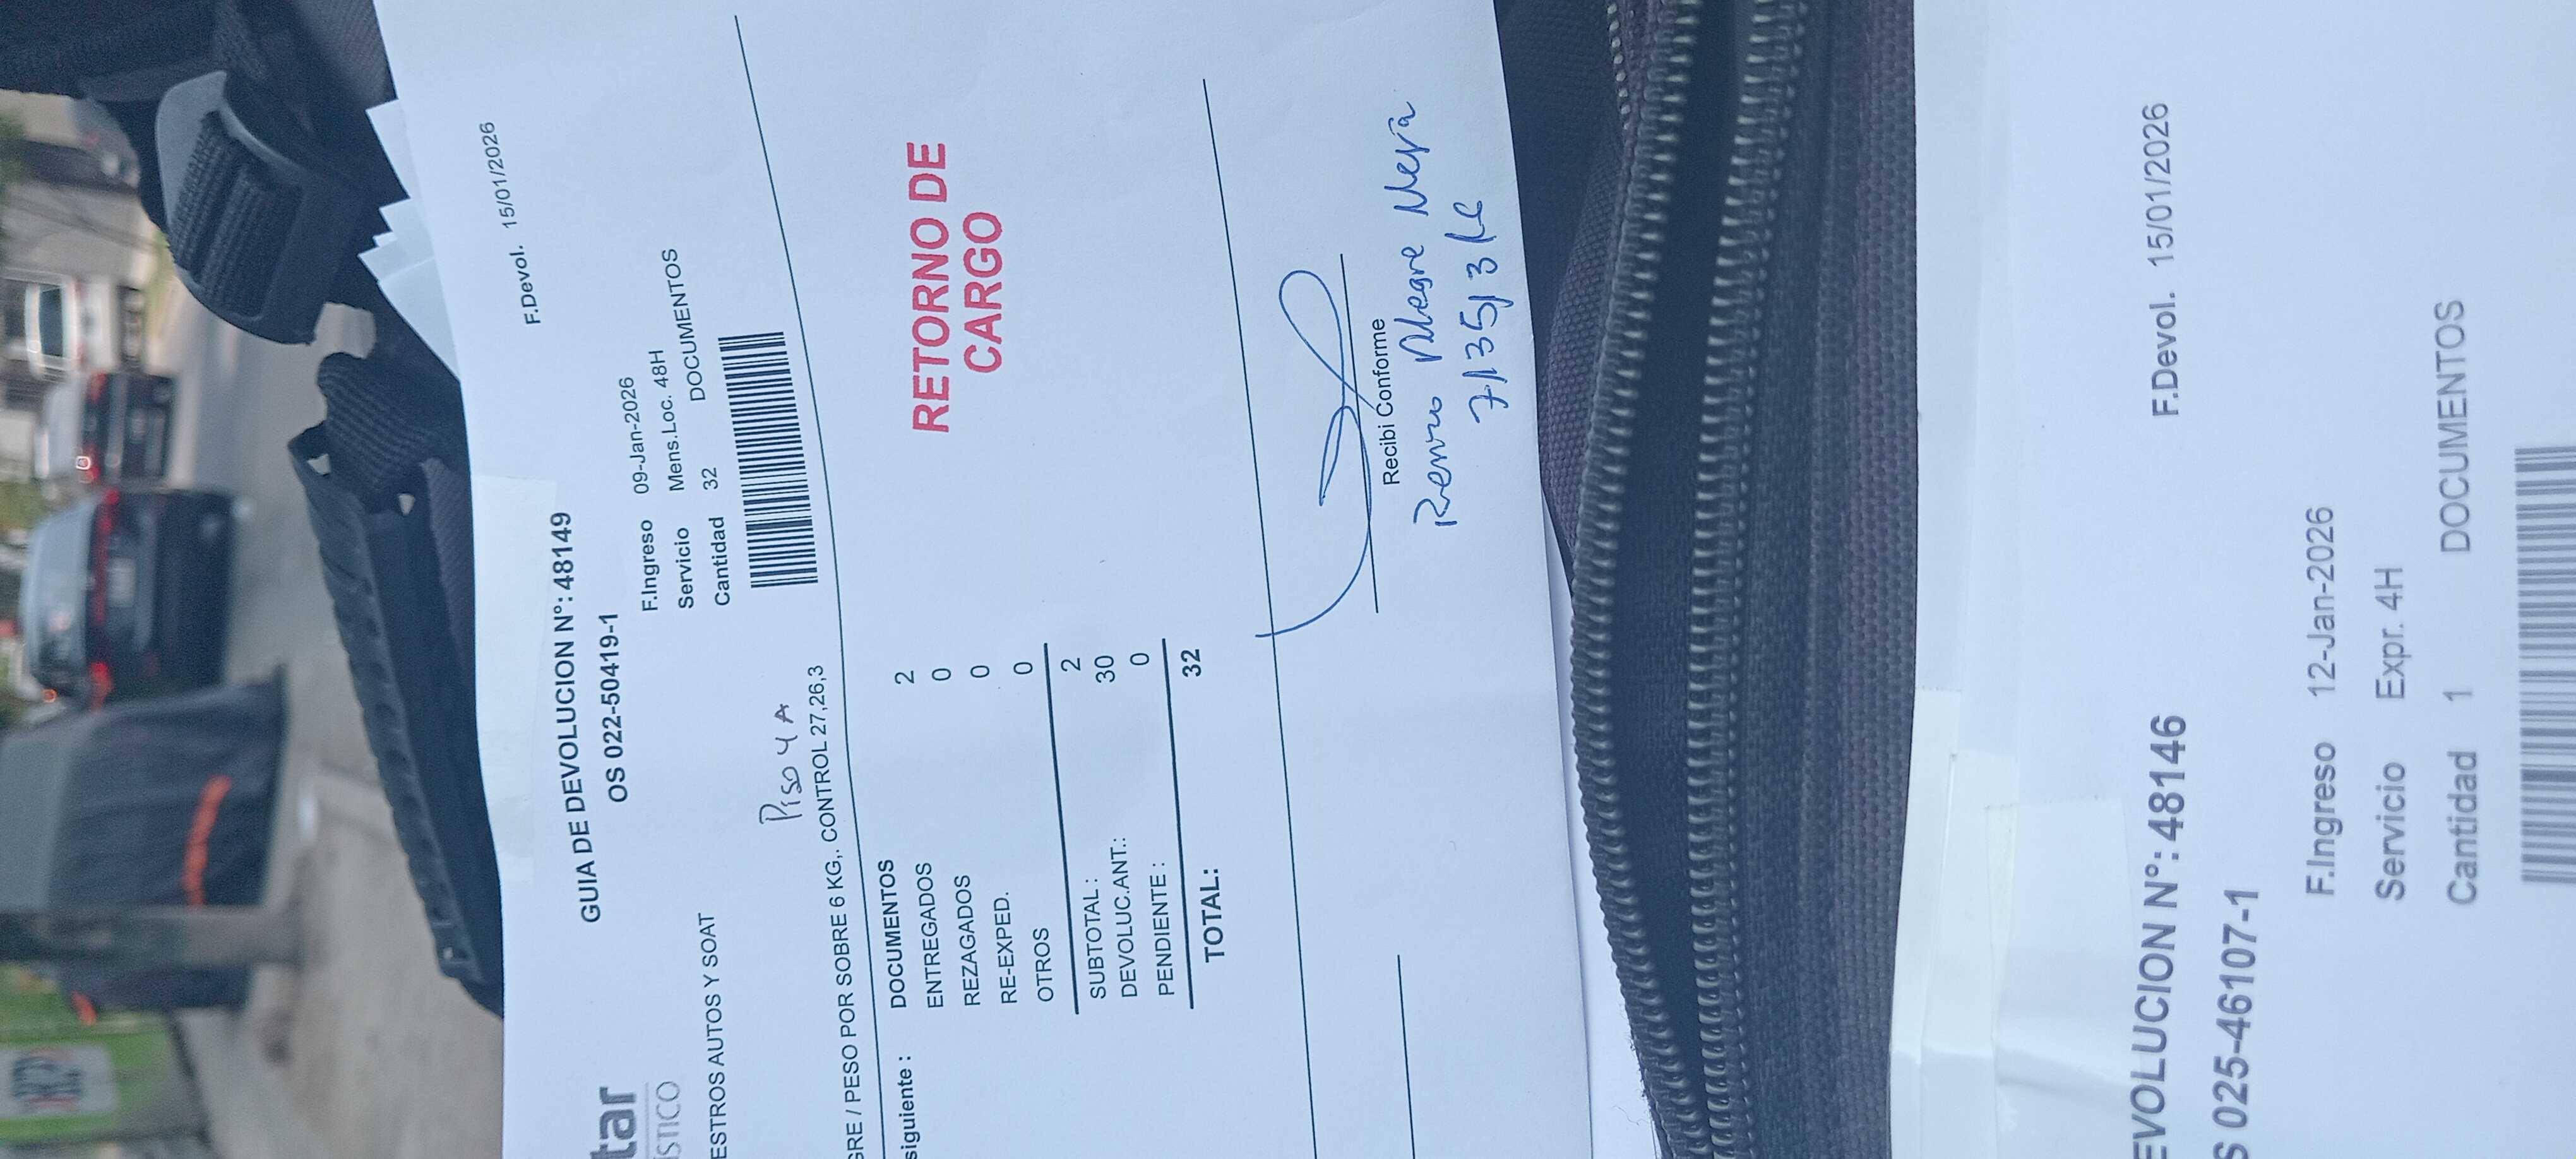 F.Devol. 15/01/2026
GUIA DE DEVOLUCION N°: 48149
OS 022-50419-1
tar
STICO
F.Ingreso 09-Jan-2026
Servicio Mens.Loc. 48H
Cantidad 32 DOCUMENTOS
ESTROS AUTOS Y SOAT
Piso 4 A
GRE / PESO POR SOBRE 6 KG,. CONTROL 27,26,3
siguiente :
DOCUMENTOS 2
ENTREGADOS 0
REZAGADOS 0
RE-EXPED. 0
OTROS
SUBTOTAL : 2
DEVOLUC.ANT.: 30
PENDIENTE : 0
TOTAL: 32
RETORNO DE
CARGO
Recibi Conforme
Alegre
F.Devol. 15/01/2026
EVOLUCION N°: 48146
S 025-46107-1
F.Ingreso 12-Jan-2026
Servicio Expr. 4H
Cantidad 1 DOCUMENTOS